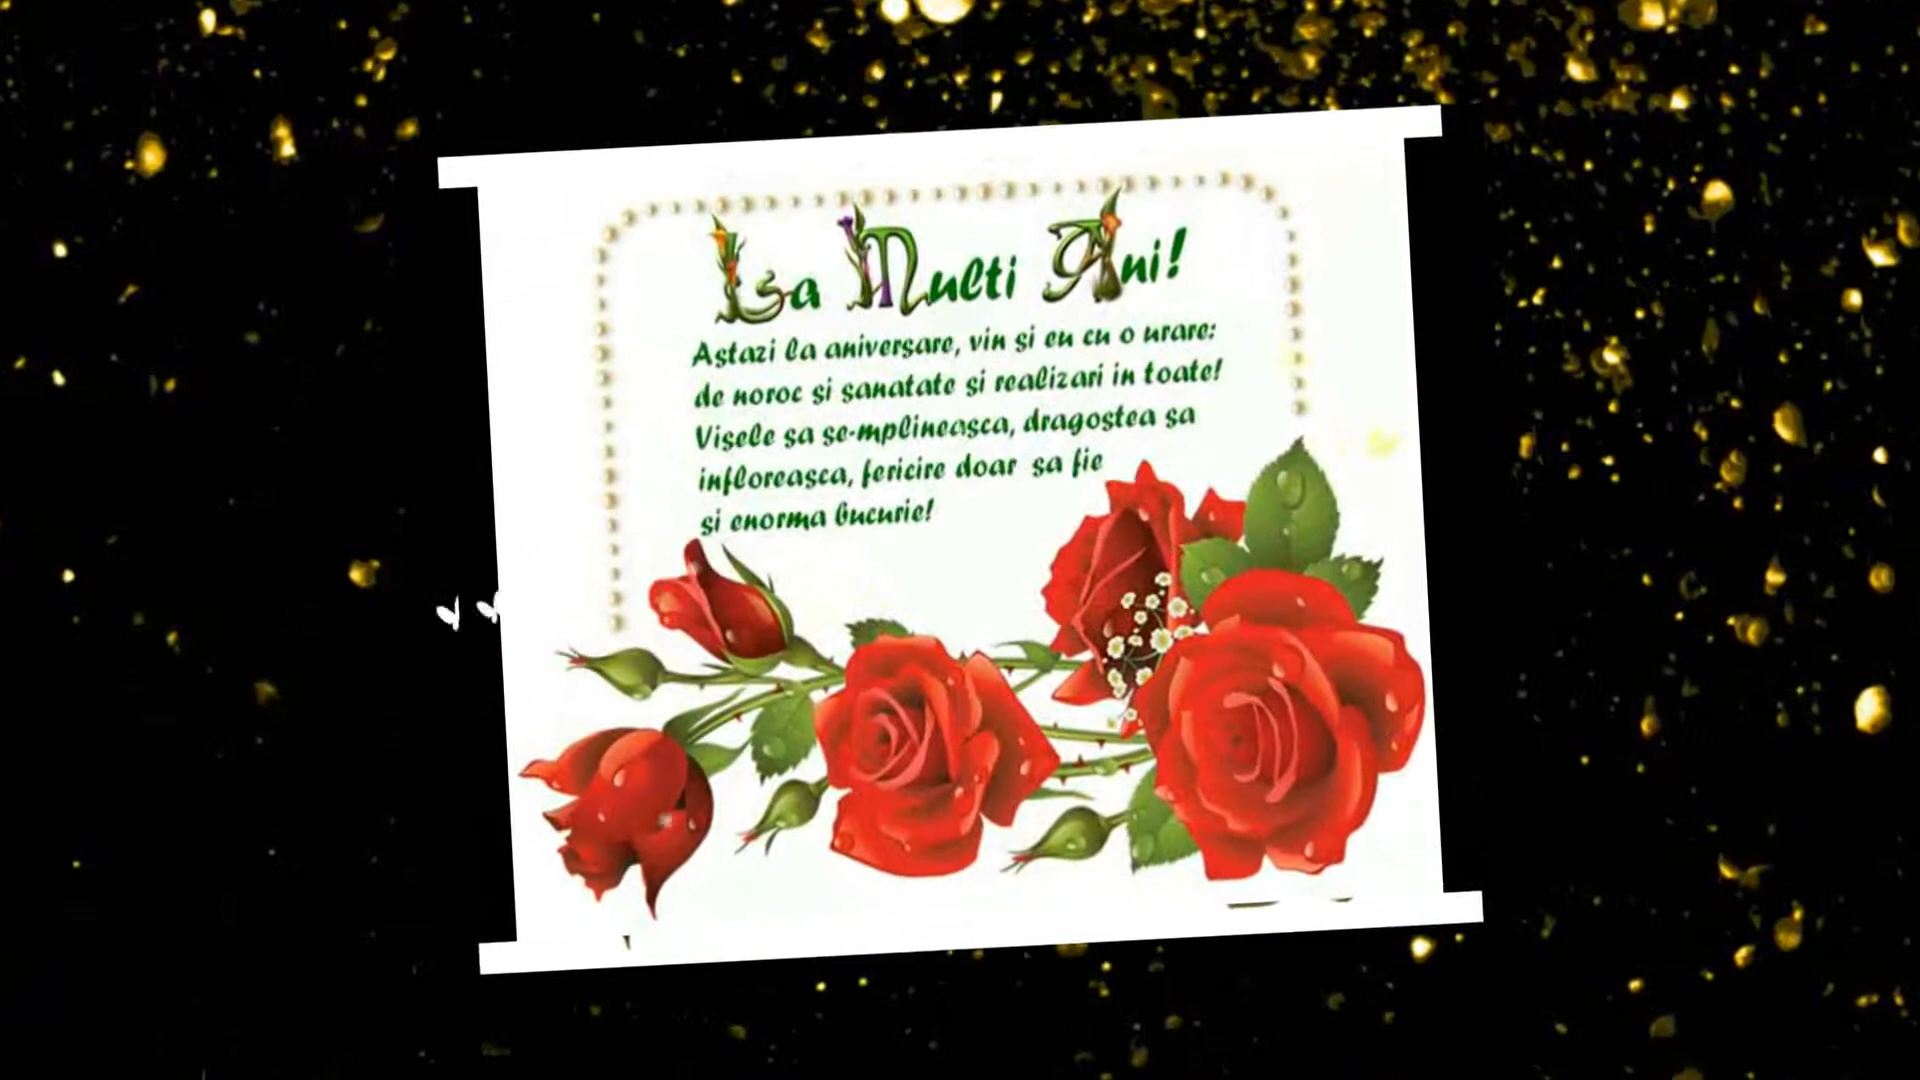 La Multi Ani!
Astazi la aniversare, vin si eu cu o urare:
de noroc si sanatate si realizari in toate!
Visele sa se-mplineasca, dragostea sa
infloreasca, fericire doar sa fie
si enorma bucurie!